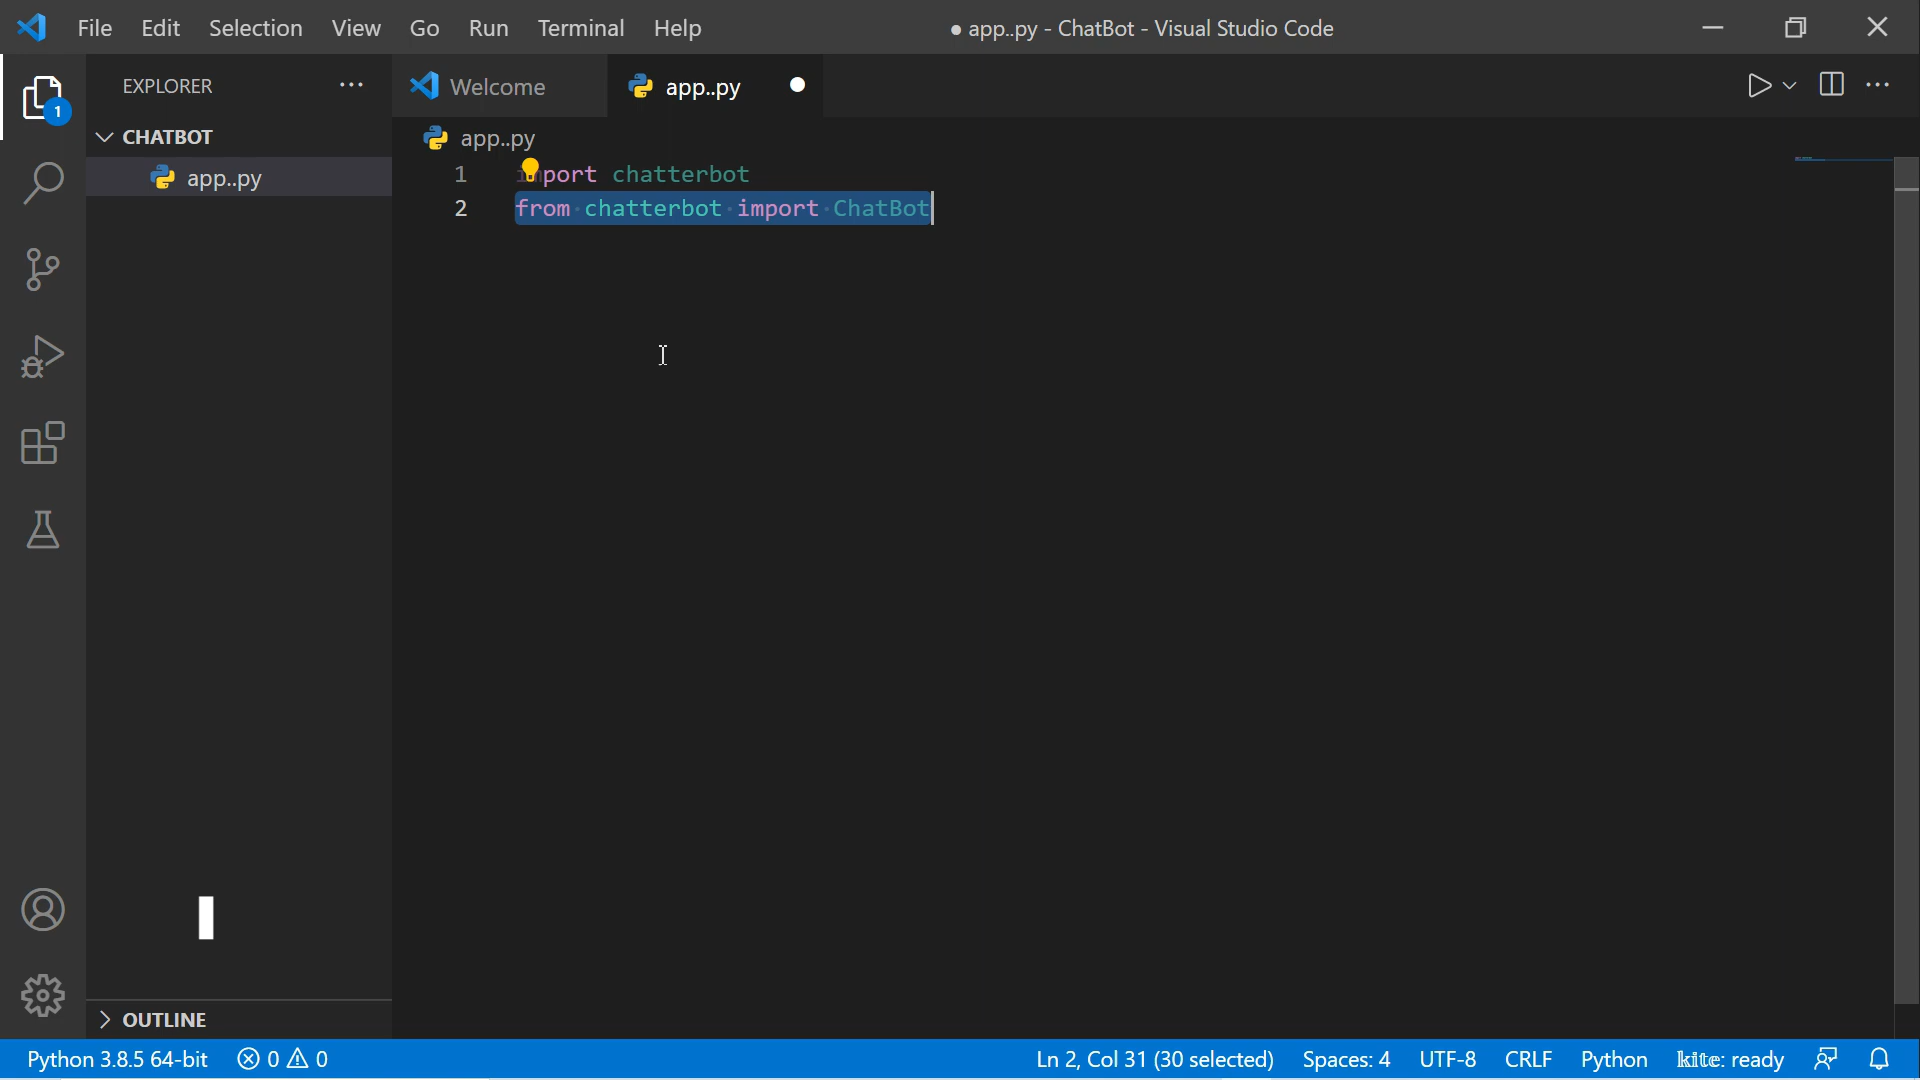 File Edit Selection View Go Run Terminal Help
● app..py - ChatBot - Visual Studio Code
EXPLORER
1
CHATBOT
app..py
Welcome
app..py
app..py
1 import chatterbot
2 from chatterbot import ChatBot
OUTLINE
Python 3.8.5 64-bit 0 0
Ln 2, Col 31 (30 selected) Spaces: 4 UTF-8 CRLF Python kite: ready